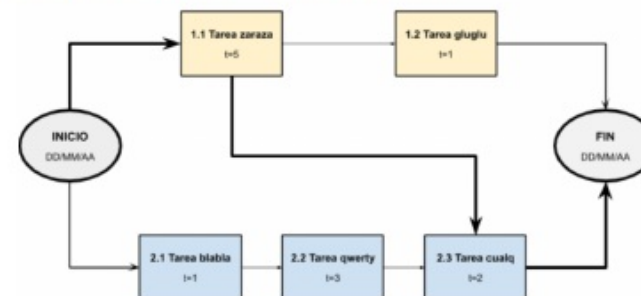 1.1 Tarea zaraza
t=5
1.2 Tarea gluglu
t=1
INICIO
DD/MM/AA
FIN
DD/MM/AA
2.1 Tarea blabla
t=1
2.2 Tarea qwerty
t=3
2.3 Tarea cualq
t=2